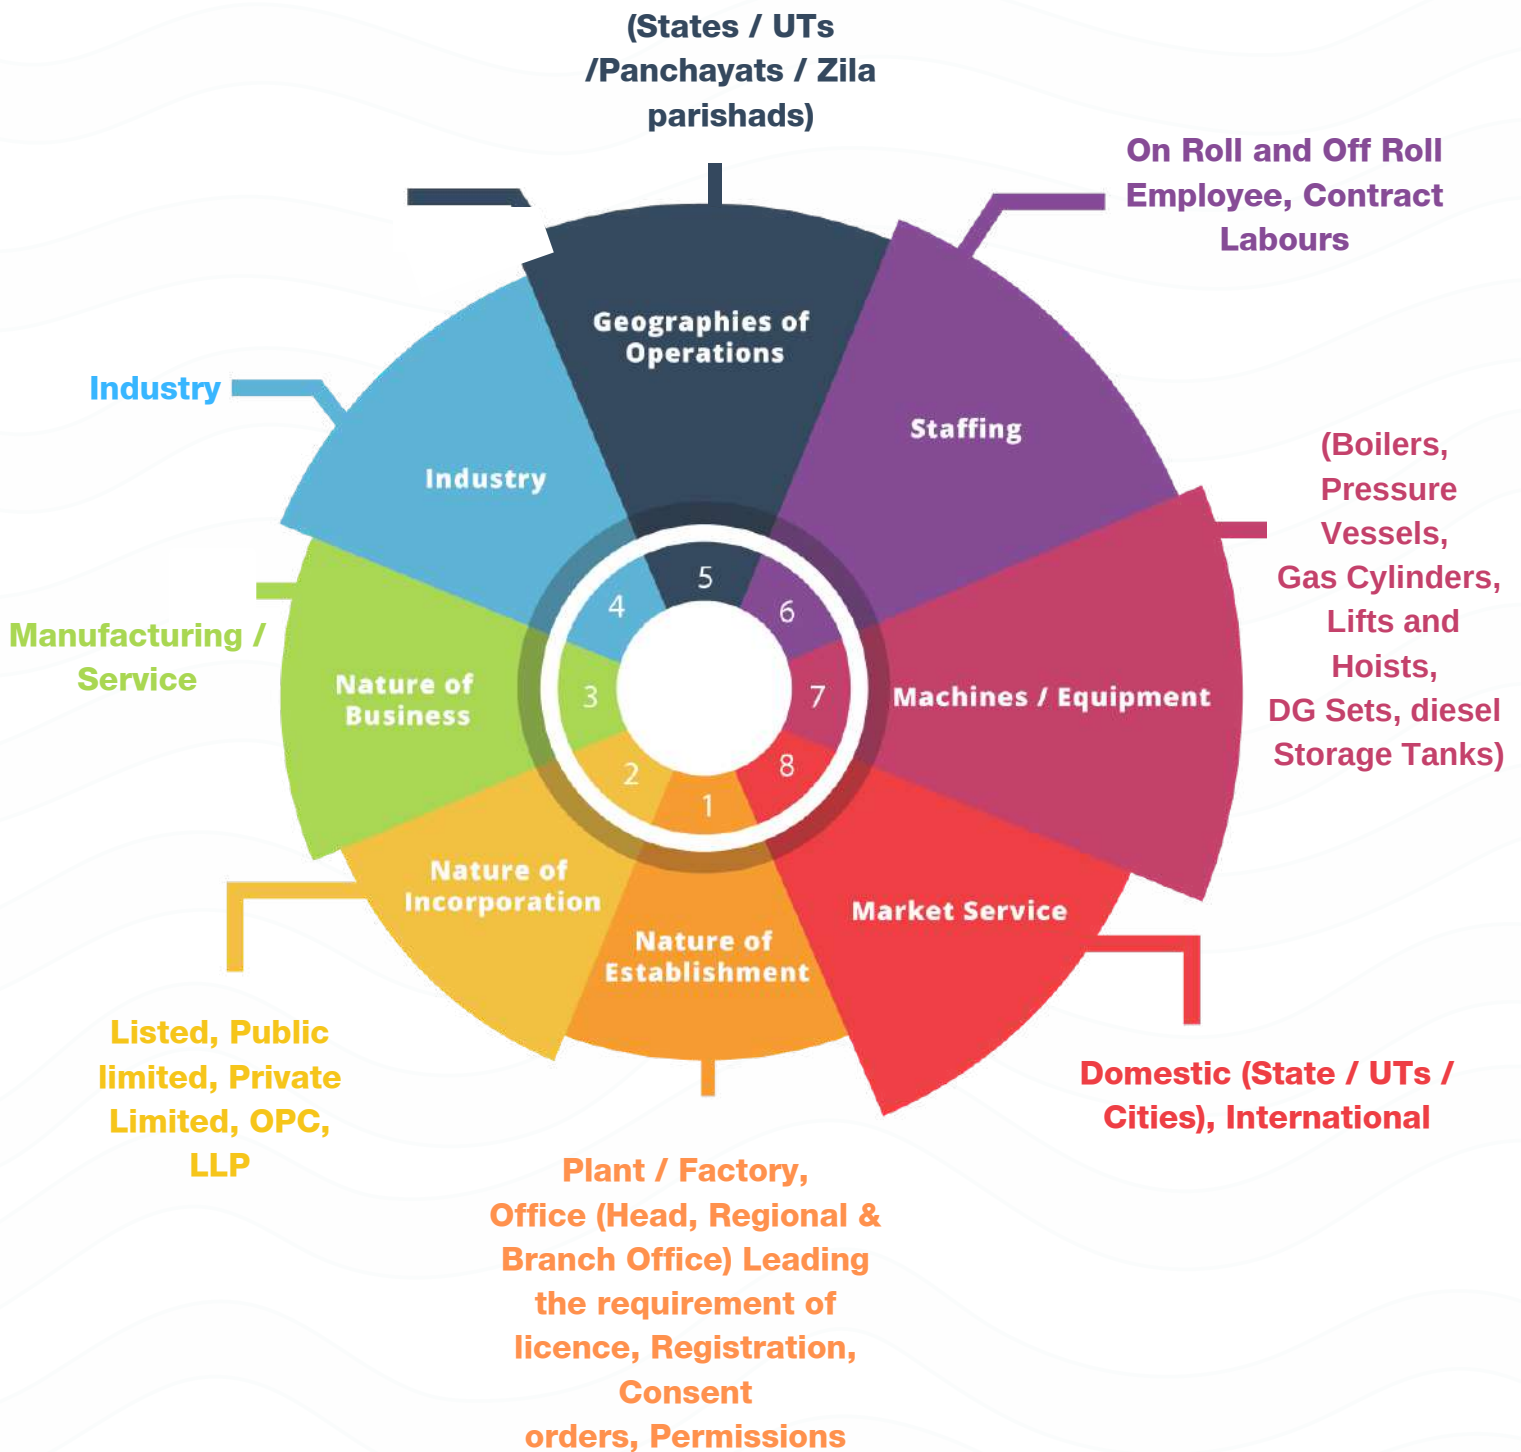 (States / UTs
/Panchayats / Zila
parishads)
On Roll and Off Roll
Employee, Contract
Labours
Geographies of
Operations
Staffing
Industry
Industry
(Boilers,
Pressure
Vessels,
Gas Cylinders,
Lifts and
Hoists,
DG Sets, diesel
Storage Tanks)
Manufacturing /
Service
Nature of
Business
Machines / Equipment
5
4
6
3
7
2
8
1
Nature of
Incorporation
Market Service
Nature of
Establishment
Listed, Public
limited, Private
Limited, OPC,
LLP
Domestic (State / UTs /
Cities), International
Plant / Factory,
Office (Head, Regional &
Branch Office) Leading
the requirement of
licence, Registration,
Consent
orders, Permissions